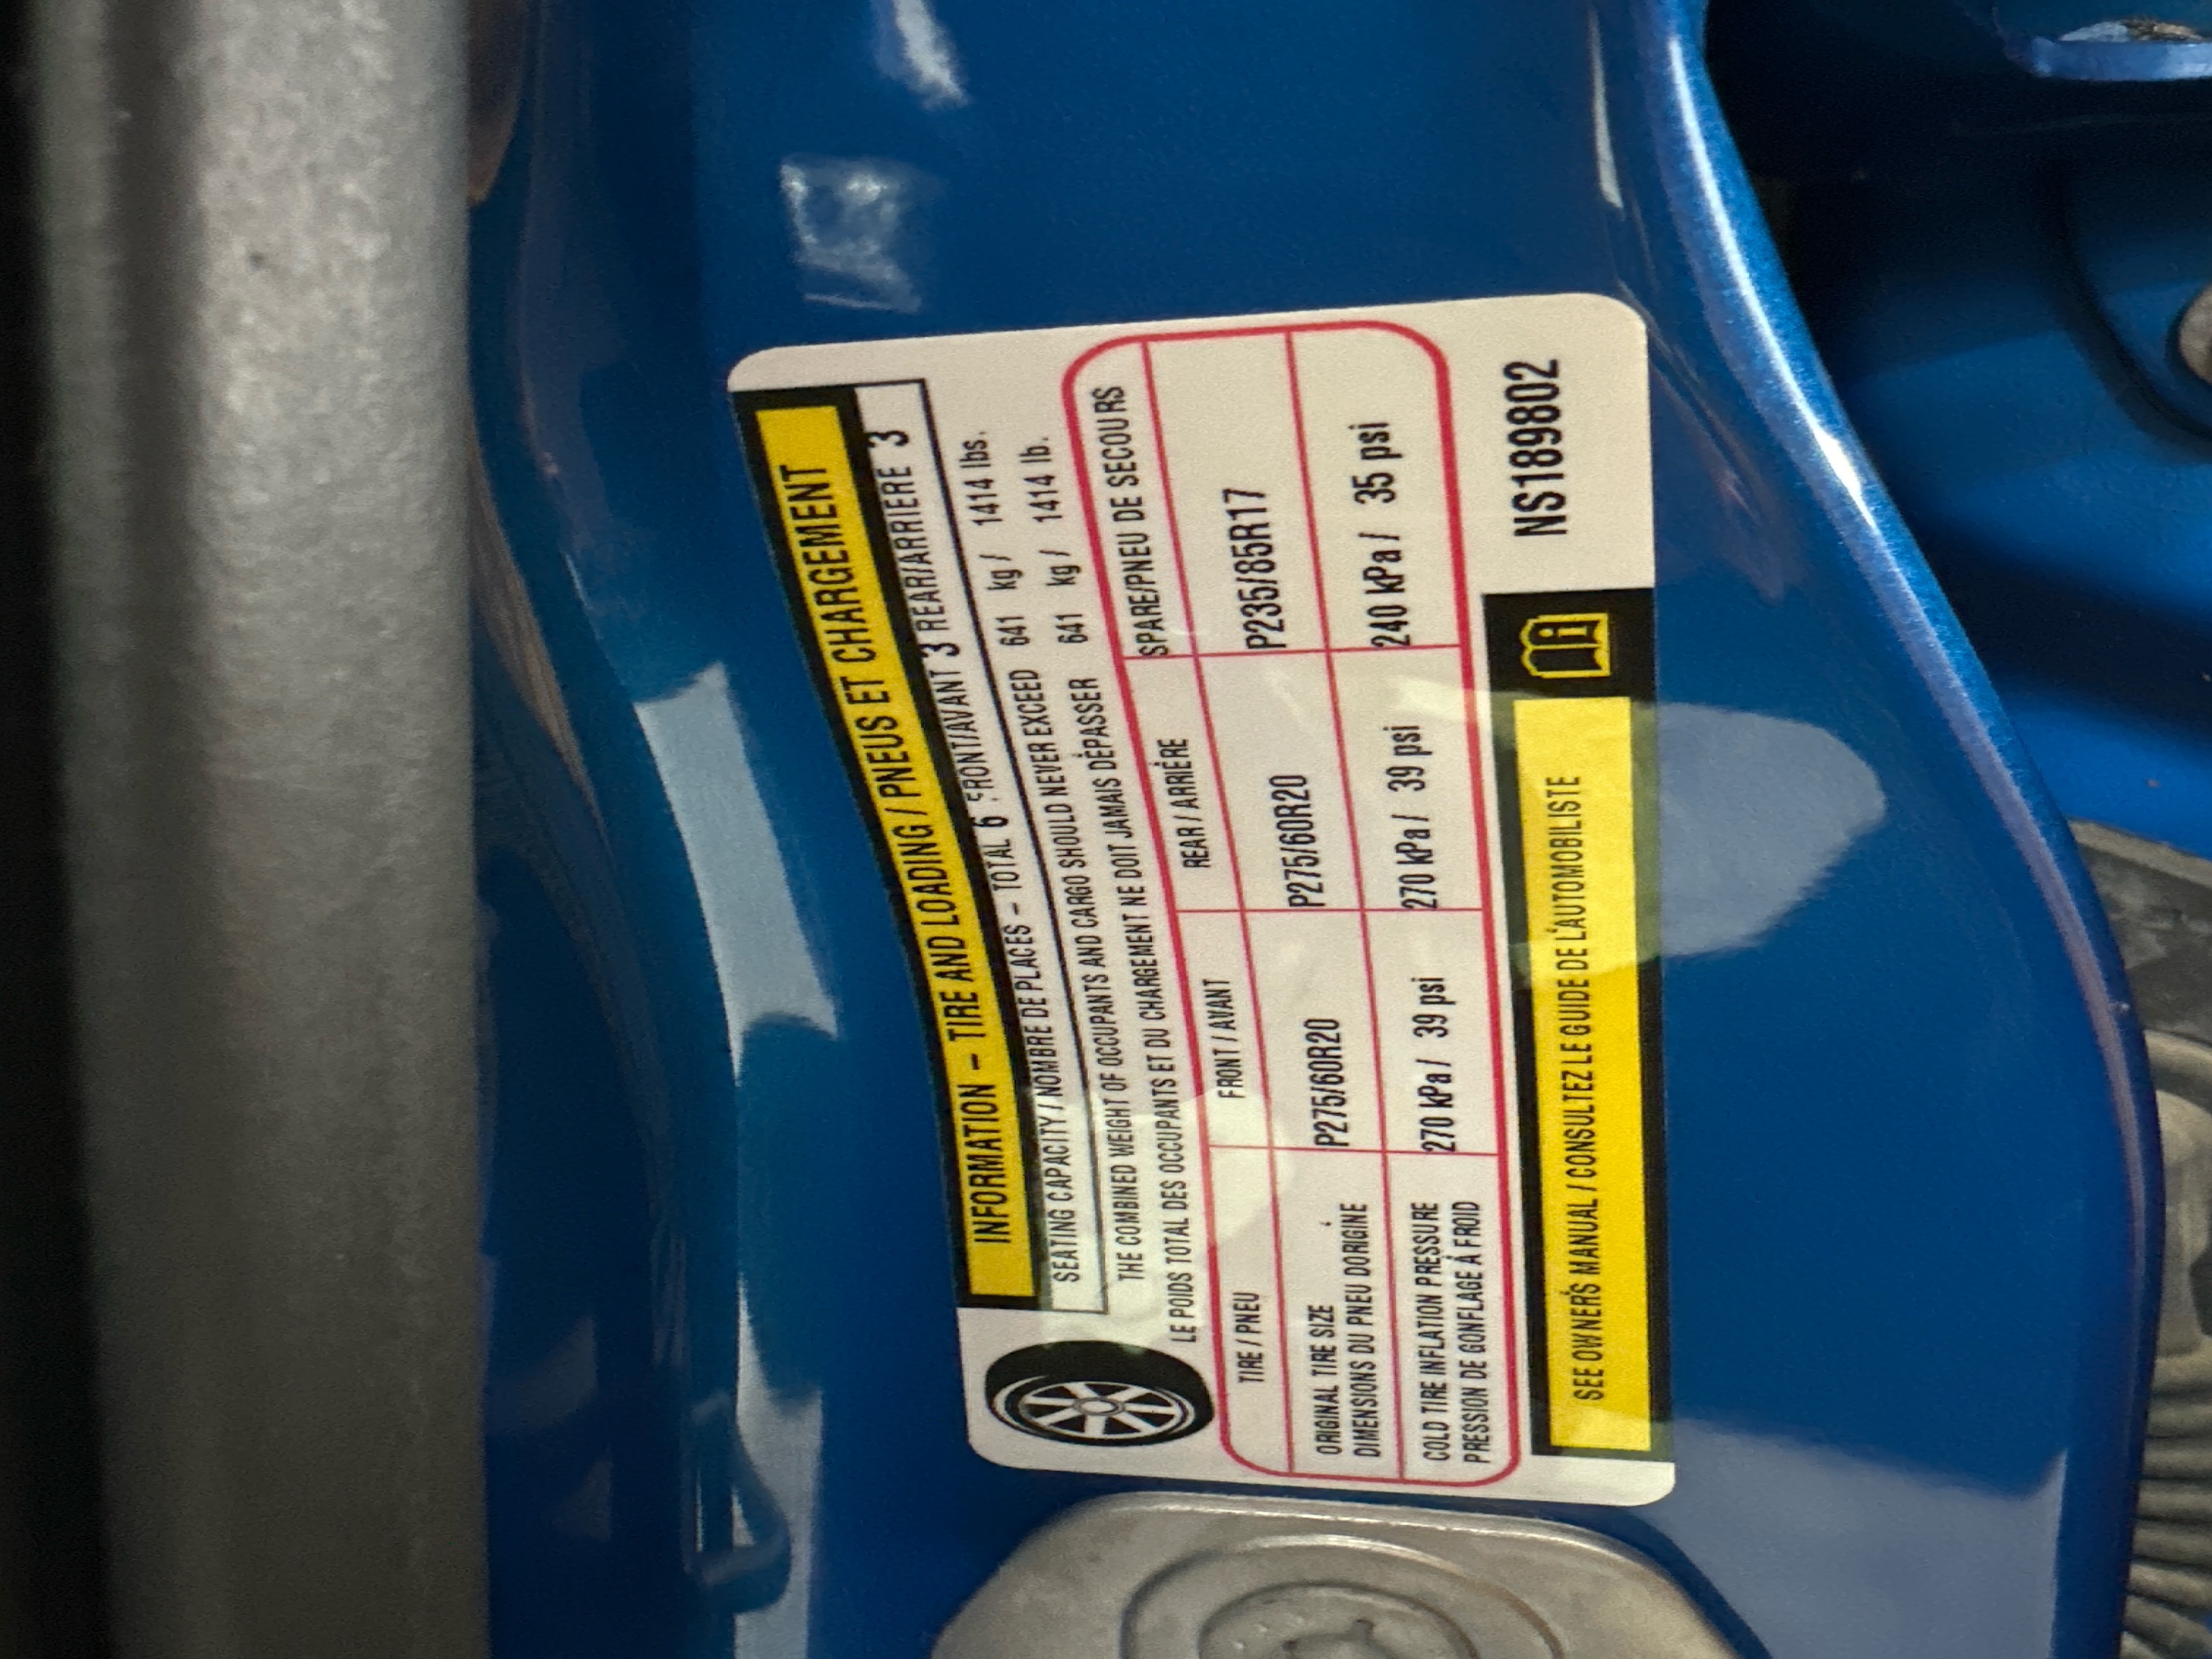 INFORMATION – TIRE AND LOADING / PNEUS ET CHARGEMENT
SEATING CAPACITY / NOMBRE DE PLACES – TOTAL 6 FRONT/AVANT 3 REAR/ARRIERE 3
THE COMBINED WEIGHT OF OCCUPANTS AND CARGO SHOULD NEVER EXCEED 641 kg / 1414 lbs.
LE POIDS TOTAL DES OCCUPANTS ET DU CHARGEMENT NE DOIT JAMAIS DÉPASSER 641 kg / 1414 lb.
TIRE / PNEU FRONT / AVANT REAR / ARRIÈRE SPARE/PNEU DE SECOURS
ORIGINAL TIRE SIZE
DIMENSIONS DU PNEU D'ORIGINE P275/60R20 P275/60R20 P235/85R17
COLD TIRE INFLATION PRESSURE
PRESSION DE GONFLAGE À FROID 270 kPa / 39 psi 270 kPa / 39 psi 240 kPa / 35 psi
SEE OWNER'S MANUAL / CONSULTEZ LE GUIDE DE L'AUTOMOBILISTE
NS189802